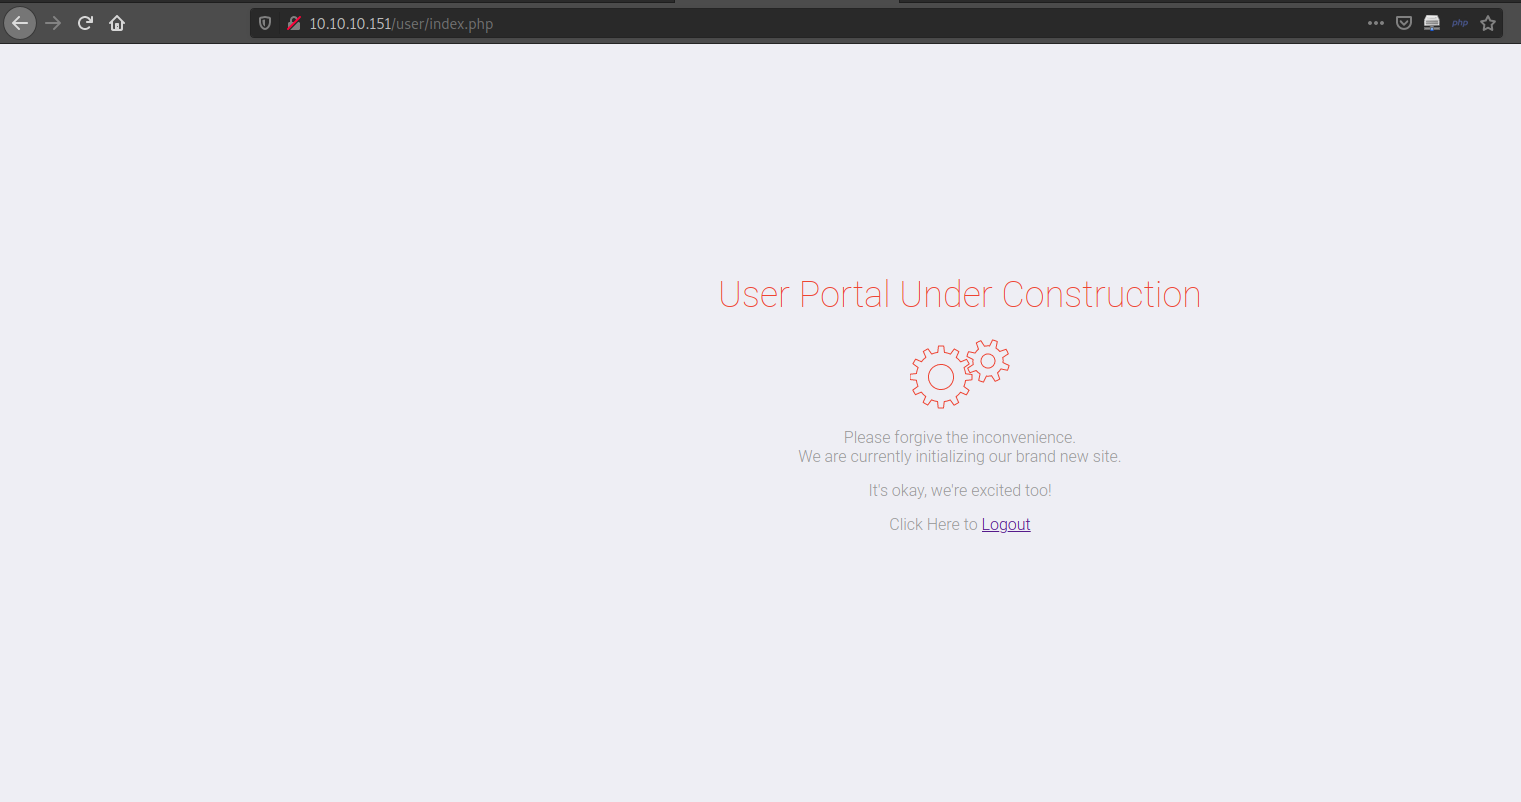 10.10.10.151/user/index.php
php
User Portal Under Construction
Please forgive the inconvenience.
We are currently initializing our brand new site.
It's okay, we're excited too!
Click Here to Logout